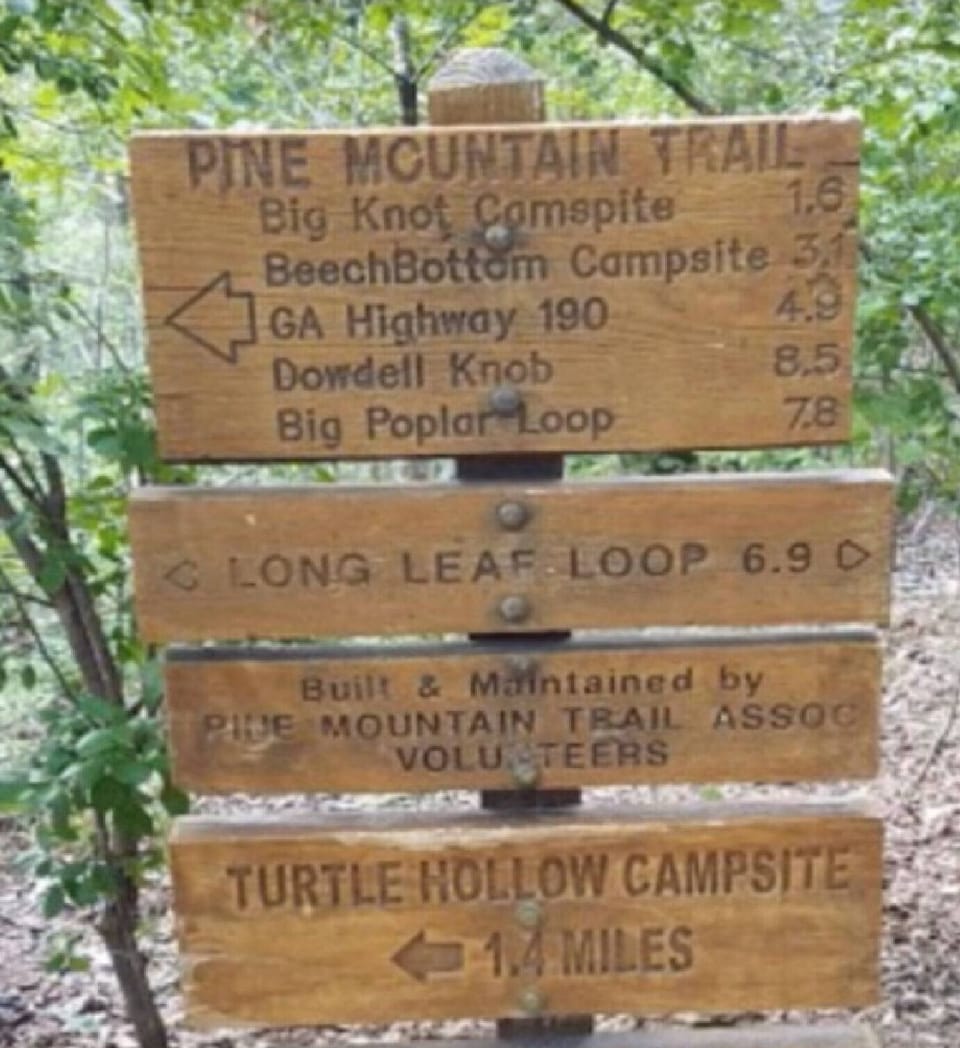 PINE MOUNTAIN TRAIL
Big Knot Camspite 1.6
BeechBottom Campsite 3.1
GA Highway 190 4.9
Dowdell Knob 8.5
Big Poplar Loop 7.8
LONG LEAF LOOP 6.9
Built & Maintained by
PINE MOUNTAIN TRAIL ASSOC
VOLUNTEERS
TURTLE HOLLOW CAMPSITE
1.4 MILES